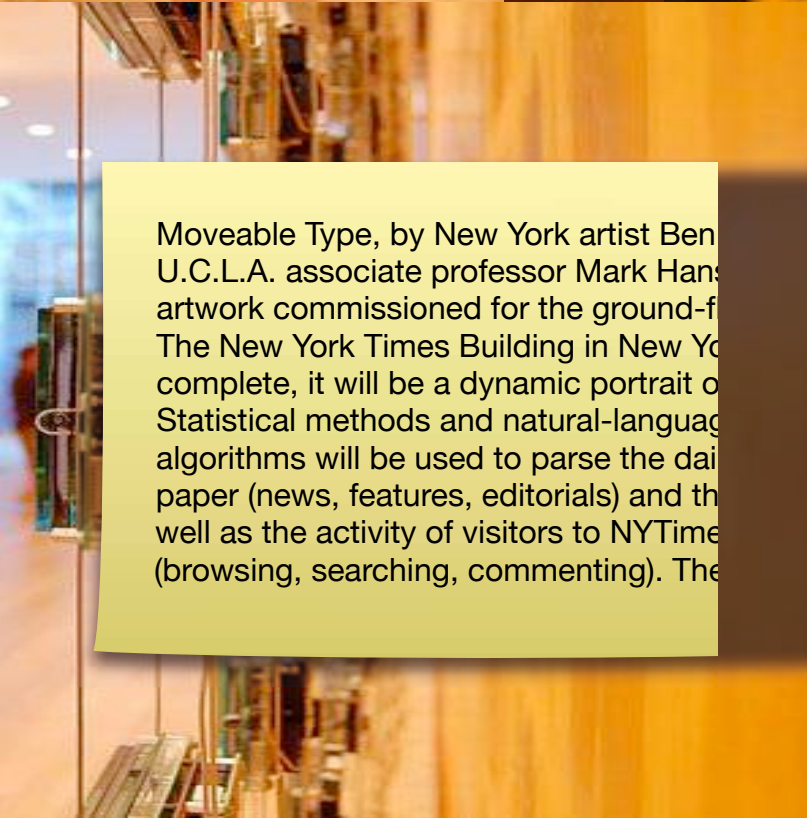 Moveable Type, by New York artist Ben
U.C.L.A. associate professor Mark
artwork commissioned for the
The New York Times Building in New
complete, it will be a dynamic portrait
Statistical methods and
algorithms will be used to parse the
paper (news, features, editorials) and
well as the activity of visitors to
(browsing, searching, commenting).